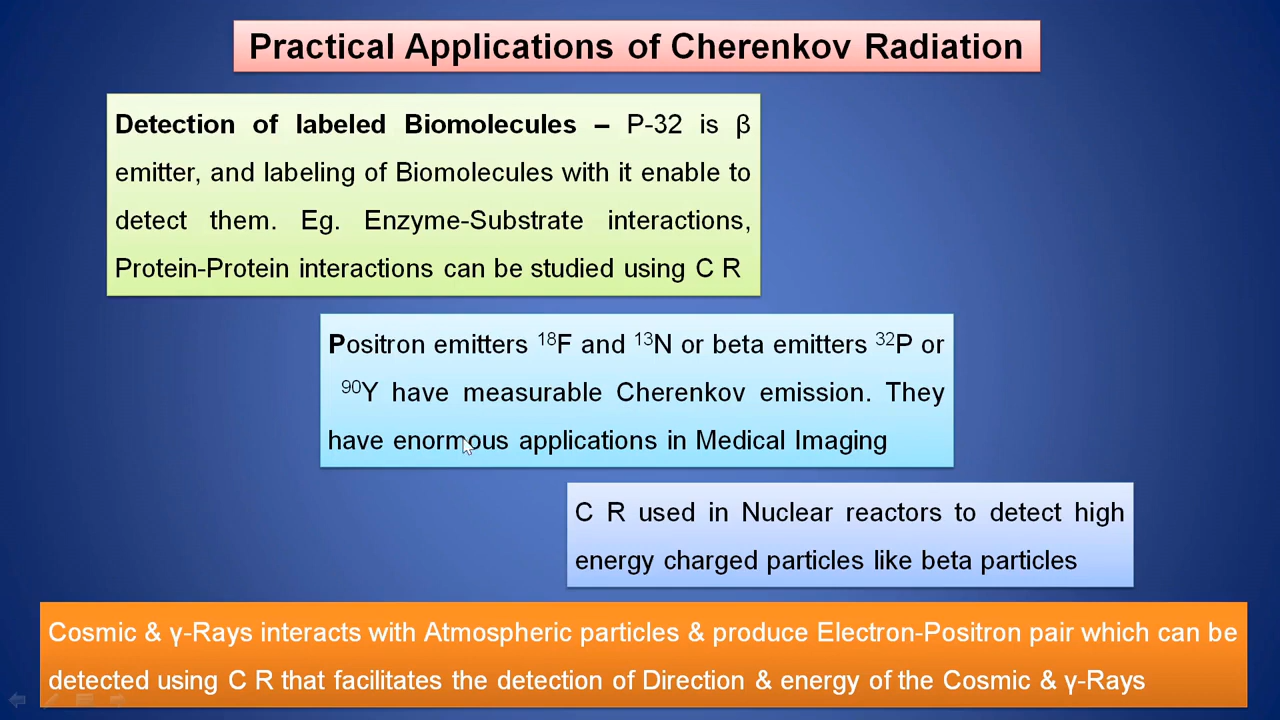 Practical Applications of Cherenkov Radiation
Detection of labeled Biomolecules – P-32 is β
emitter, and labeling of Biomolecules with it enable to
detect them. Eg. Enzyme-Substrate interactions,
Protein-Protein interactions can be studied using C R
Positron emitters ¹⁸F and ¹³N or beta emitters ³²P or
⁹⁰Y have measurable Cherenkov emission. They
have enormous applications in Medical Imaging
C R used in Nuclear reactors to detect high
energy charged particles like beta particles
Cosmic & γ-Rays interacts with Atmospheric particles & produce Electron-Positron pair which can be
detected using C R that facilitates the detection of Direction & energy of the Cosmic & γ-Rays